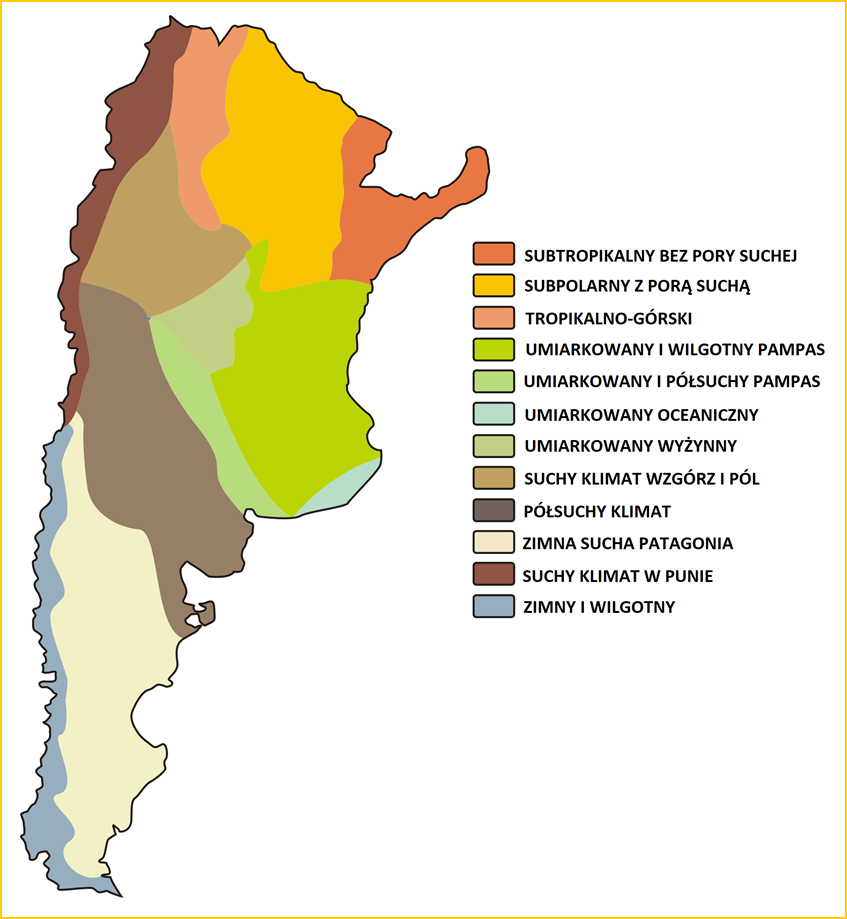 SUBTROPIKALNY BEZ PORY SUCHEJ
SUBPOLARNY Z PORĄ SUCHĄ
TROPIKALNO-GÓRSKI
UMIARKOWANY I WILGOTNY PAMPAS
UMIARKOWANY I PÓŁSUCHY PAMPAS
UMIARKOWANY OCEANICZNY
UMIARKOWANY WYŻYNNY
SUCHY KLIMAT WZGÓRZ I PÓL
PÓŁSUCHY KLIMAT
ZIMNA SUCHA PATAGONIA
SUCHY KLIMAT W PUNIE
ZIMNY I WILGOTNY